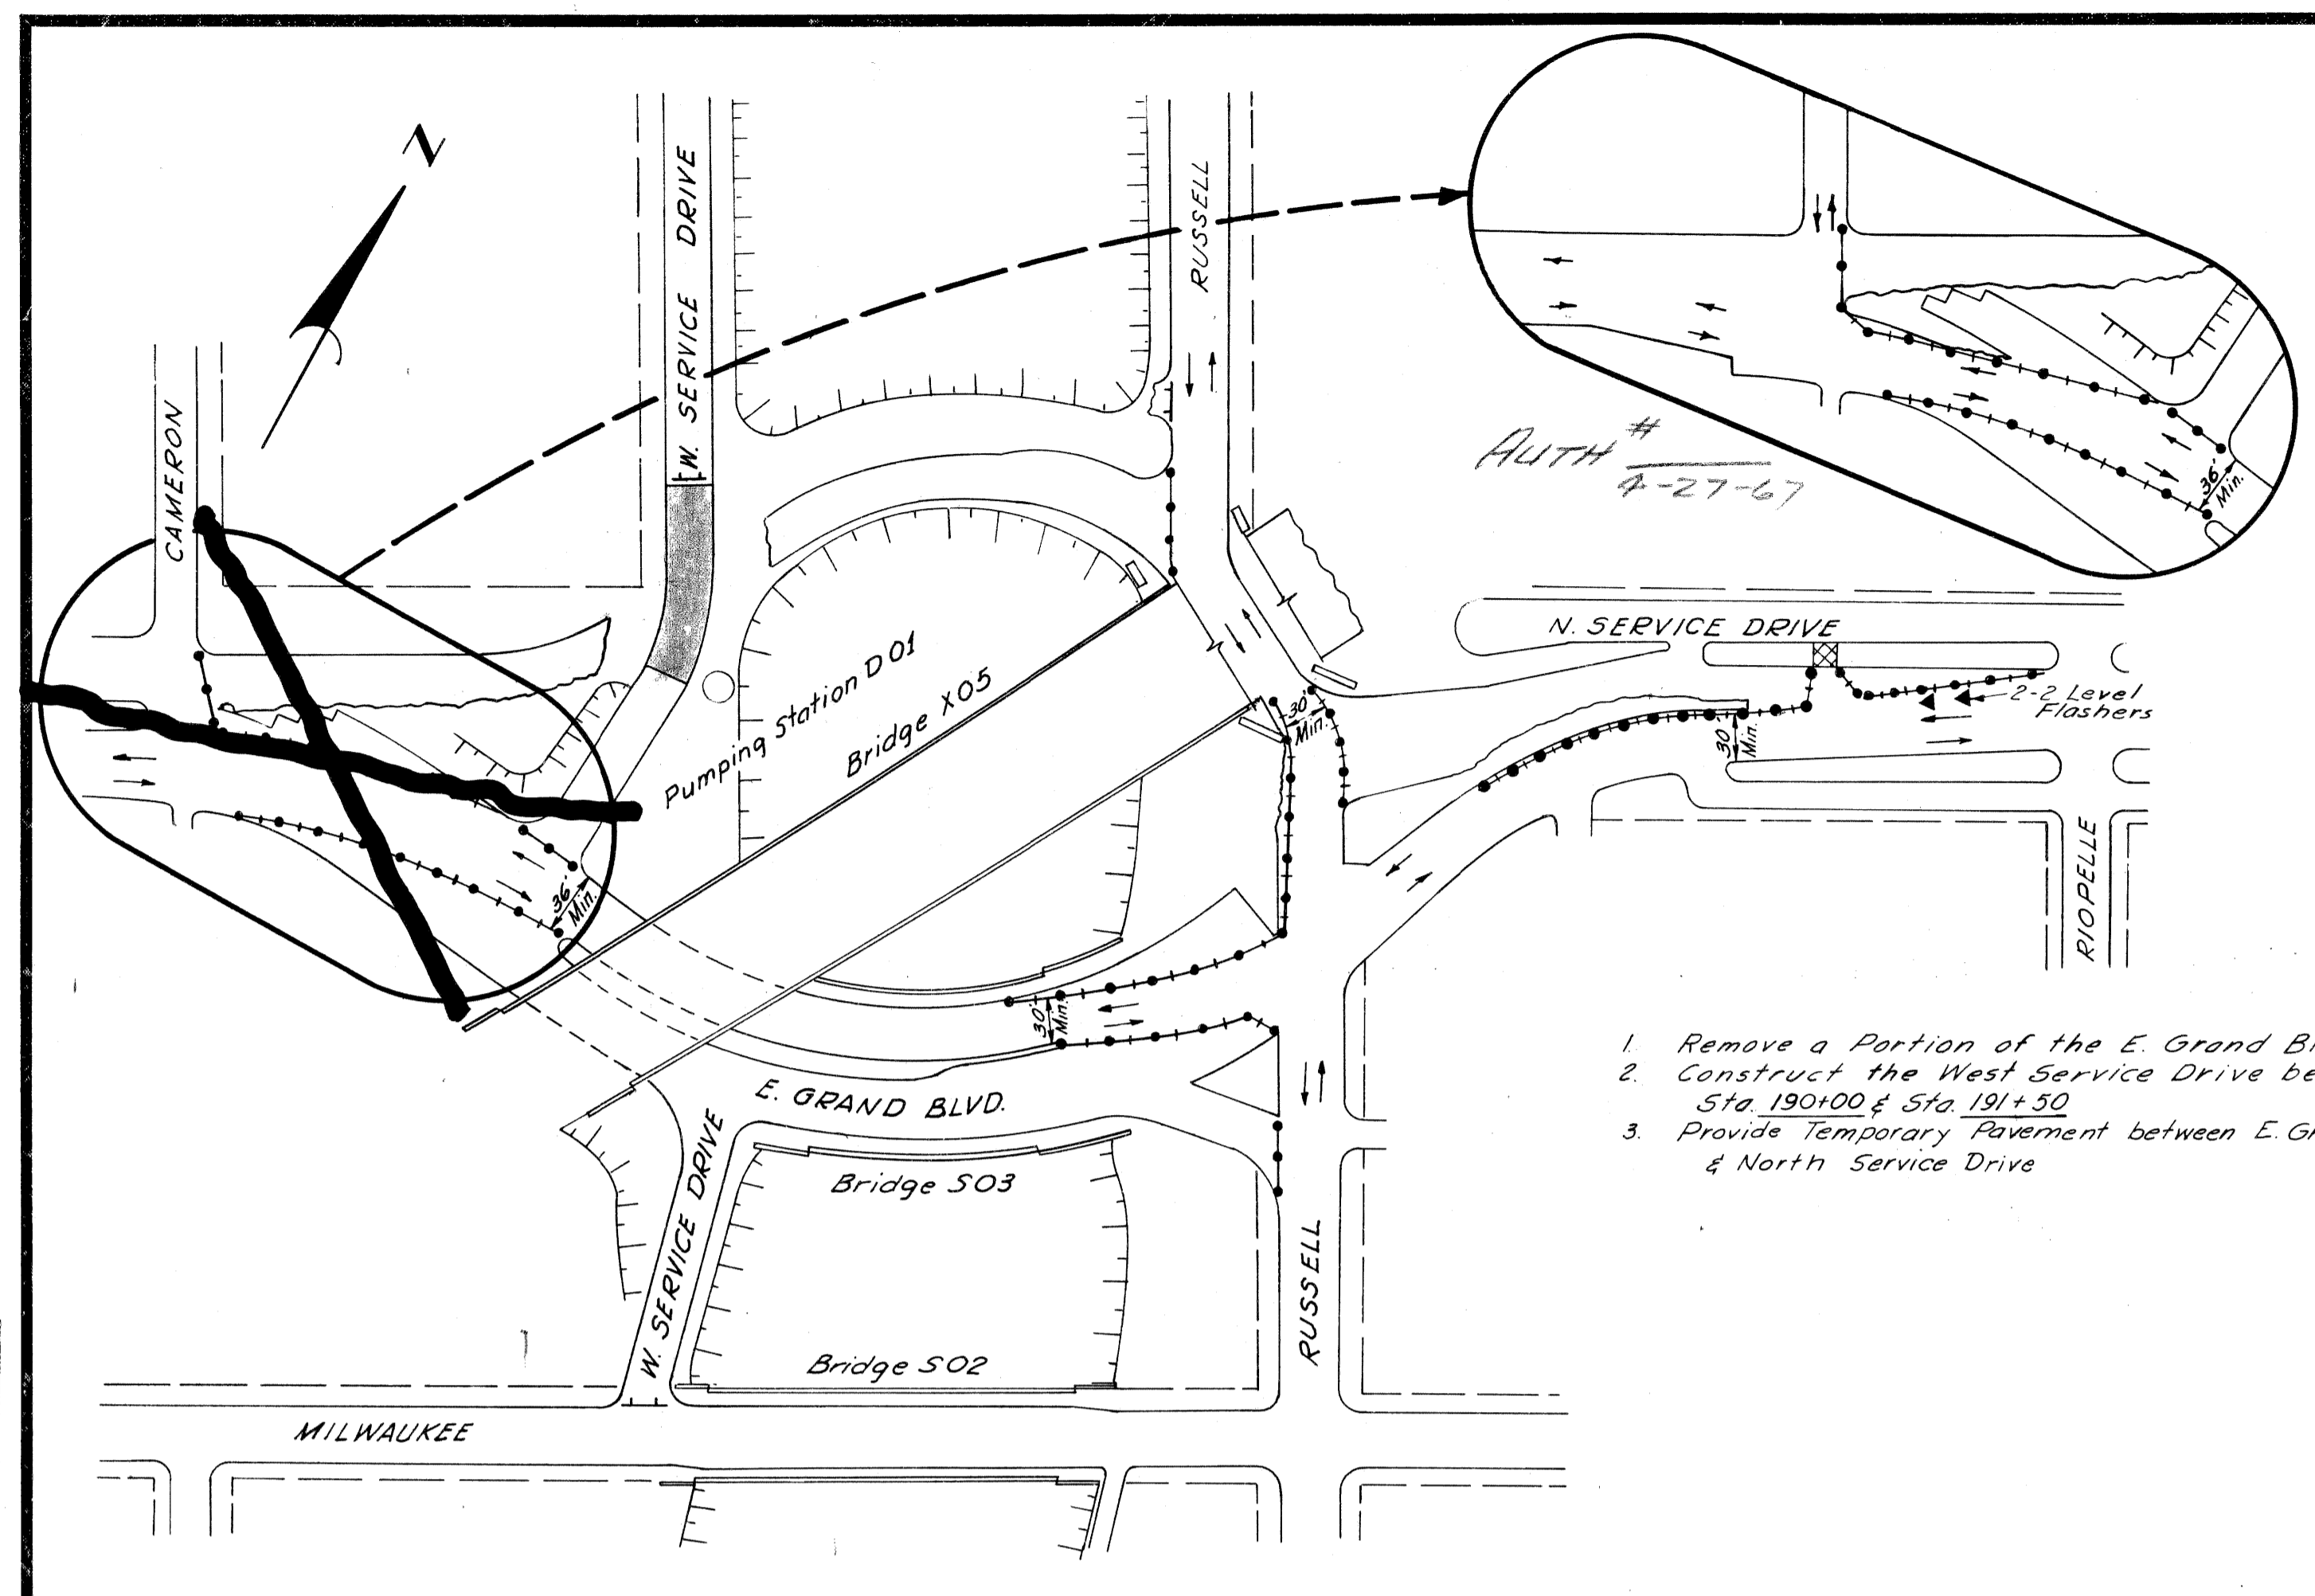 N
W. SERVICE DRIVE
W. SERVICE DRIVE
RUSSELL
CAMERON
AUTH #
4-27-67
36'
Min.
N. SERVICE DRIVE
2-2 Level
Flashers
Pumping Station D01
Bridge X05
30'
Min.
30'
Min.
36'
Min.
RIOPELLE
30'
Min.
E. GRAND BLVD.
1. Remove a Portion of the E. Grand
2. Construct the West Service Drive
Sta. 190+00 & Sta. 191+50
3. Provide Temporary Pavement between E.
& North Service Drive
Bridge S03
W. SERVICE DRIVE
RUSSELL
Bridge S02
MILWAUKEE